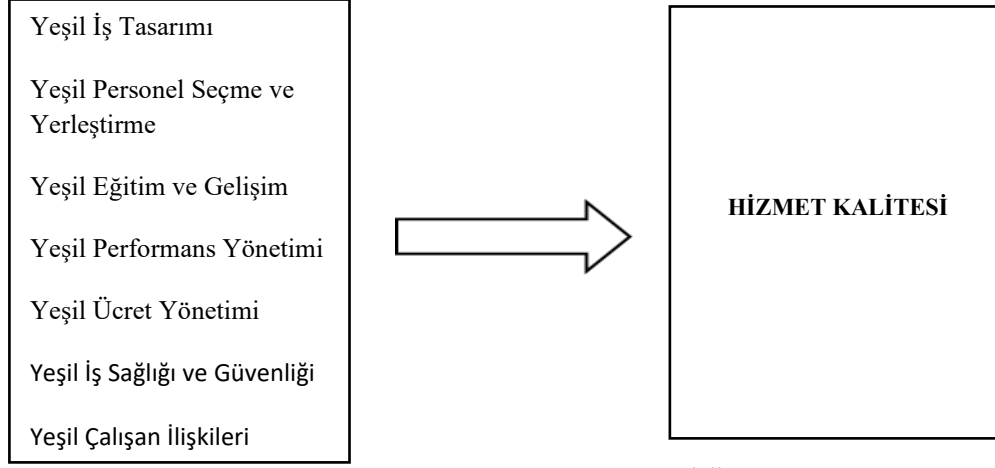 Yeşil İş Tasarımı
Yeşil Personel Seçme ve
Yerleştirme
Yeşil Eğitim ve Gelişim
Yeşil Performans Yönetimi
Yeşil Ücret Yönetimi
Yeşil İş Sağlığı ve Güvenliği
Yeşil Çalışan İlişkileri
HİZMET KALİTESİ